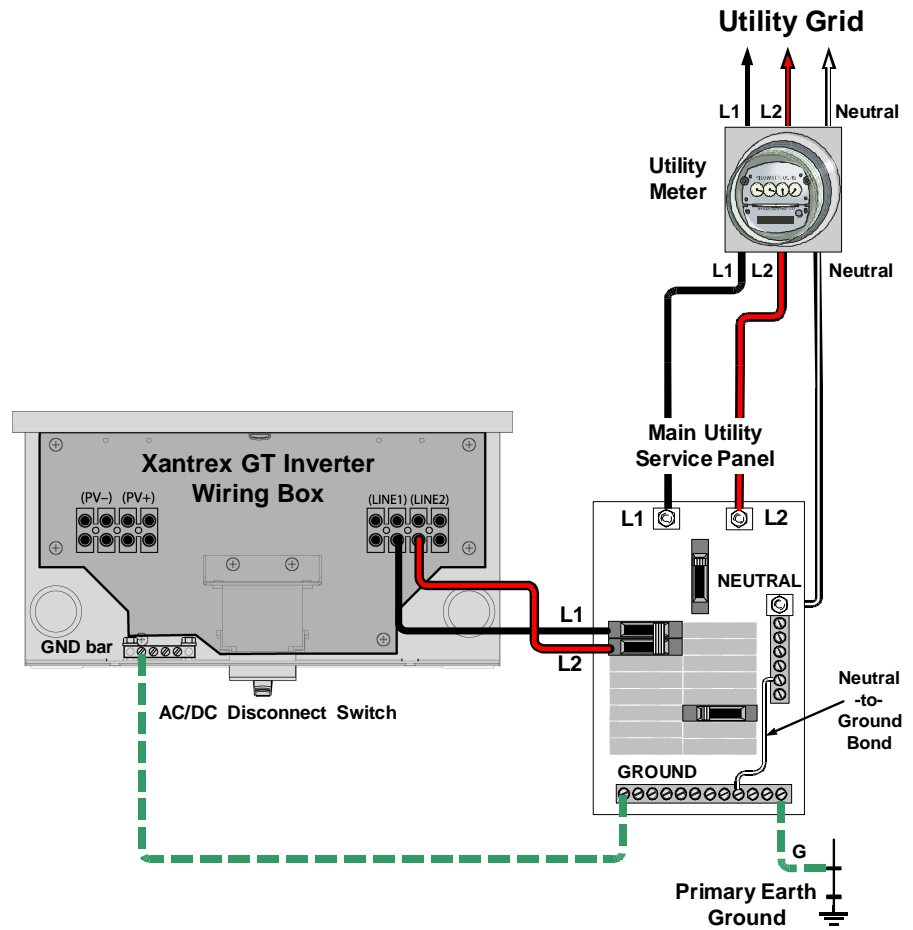 Utility Grid
L1
L2
Neutral
Utility
Meter
L1
L2
Neutral
Main Utility
Service Panel
Xantrex GT Inverter
Wiring Box
(PV−) (PV+)
(LINE1) (LINE2)
L1
L2
NEUTRAL
L1
L2
GND bar
AC/DC Disconnect Switch
Neutral
-to-
Ground
Bond
GROUND
G
Primary Earth
Ground